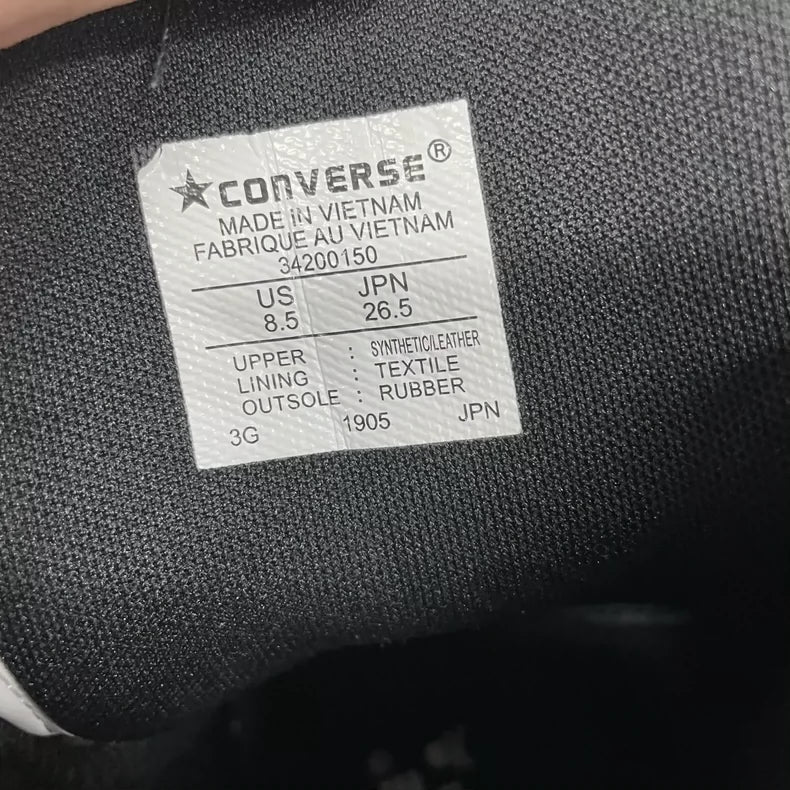 ★CONVERSE®
MADE IN VIETNAM
FABRIQUE AU VIETNAM
34200150
US JPN
8.5 26.5
UPPER : SYNTHETIC/LEATHER
LINING : TEXTILE
OUTSOLE : RUBBER
3G 1905 JPN